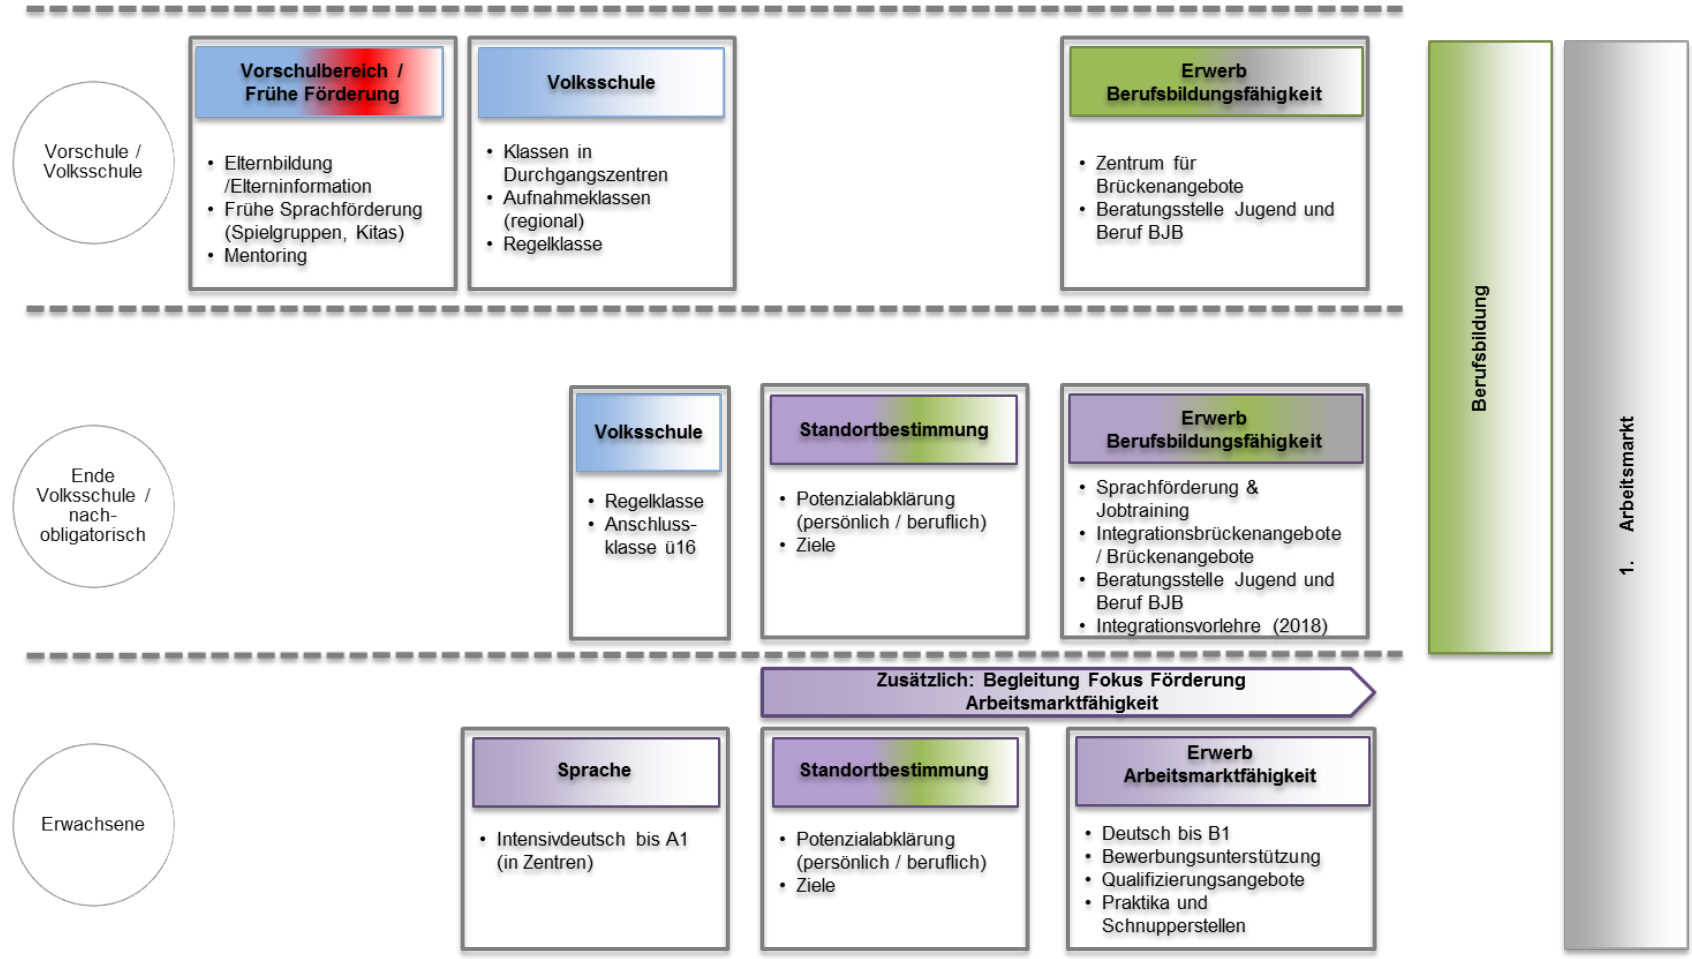 Vorschule /
Volksschule
Vorschulbereich /
Frühe Förderung
• Elternbildung
/Elterninformation
• Frühe Sprachförderung
(Spielgruppen, Kitas)
• Mentoring
Volksschule
• Klassen in
Durchgangszentren
• Aufnahmeklassen
(regional)
• Regelklasse
Erwerb
Berufsbildungsfähigkeit
• Zentrum für
Brückenangebote
• Beratungsstelle Jugend und
Beruf BJB
Ende
Volksschule /
nach-
obligatorisch
Volksschule
• Regelklasse
• Anschluss-
klasse ü16
Standortbestimmung
• Potenzialabklärung
(persönlich / beruflich)
• Ziele
Erwerb
Berufsbildungsfähigkeit
• Sprachförderung &
Jobtraining
• Integrationsbrückenangebote
/ Brückenangebote
• Beratungsstelle Jugend und
Beruf BJB
• Integrationsvorlehre (2018)
Zusätzlich: Begleitung Fokus Förderung
Arbeitsmarktfähigkeit
Erwachsene
Sprache
• Intensivdeutsch bis A1
(in Zentren)
Standortbestimmung
• Potenzialabklärung
(persönlich / beruflich)
• Ziele
Erwerb
Arbeitsmarktfähigkeit
• Deutsch bis B1
• Bewerbungsunterstützung
• Qualifizierungsangebote
• Praktika und
Schnupperstellen
Berufsbildung
1. Arbeitsmarkt